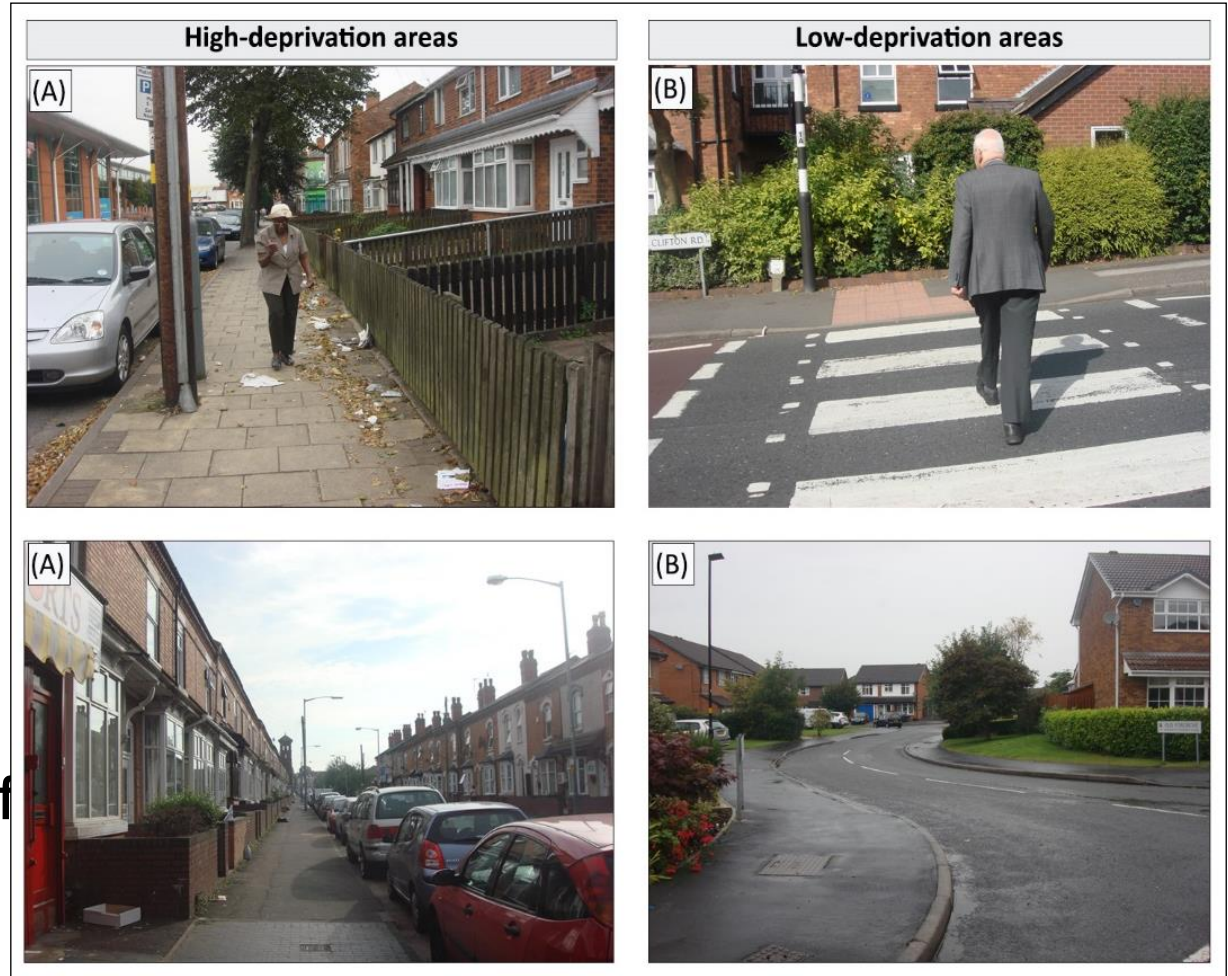 High-deprivation areas
Low-deprivation areas
(A)
P
(B)
CLIFTON RD.
(A)
(B)
f